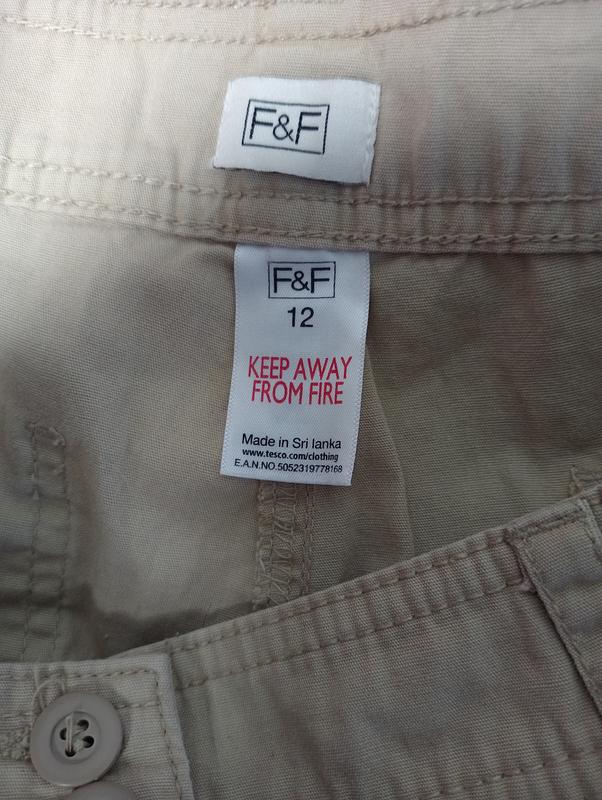 F&F
F&F
12
KEEP AWAY
FROM FIRE
Made in Sri lanka
www.tesco.com/clothing
E.A.N.NO.5052319778168